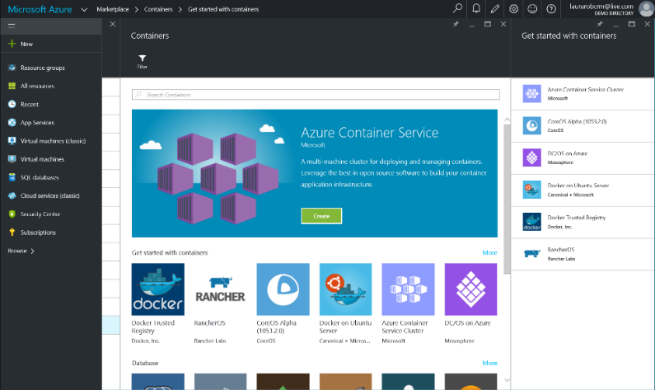 Microsoft Azure
Marketplace > Containers > Get started with containers
laurarobcmi@live.com
DEMO DIRECTORY
New
Resource groups
All resources
Recent
App Services
Virtual machines (classic)
Virtual machines
SQL databases
Cloud services (classic)
Security Center
Subscriptions
Browse >
Containers
Filter
Search Containers
Azure Container Service
Microsoft
A multi-machine cluster for deploying and managing containers.
Leverage the best in open source software to build your container
application infrastructure.
Create
Get started with containers
More
docker
RANCHER
Docker Trusted
Registry
Docker, Inc.
RancherOS
Rancher Labs
CoreOS Alpha
(1053.2.0)
CoreOS
Docker on Ubuntu
Server
Canonical + Micros...
Azure Container
Service Cluster
Microsoft
DC/OS on Azure
Mesosphere
Database
More
Get started with containers
Azure Container Service Cluster
Microsoft
CoreOS Alpha (1053.2.0)
CoreOS
DC/OS on Azure
Mesosphere
Docker on Ubuntu Server
Canonical + Microsoft
docker
Docker Trusted Registry
Docker, Inc.
RancherOS
Rancher Labs